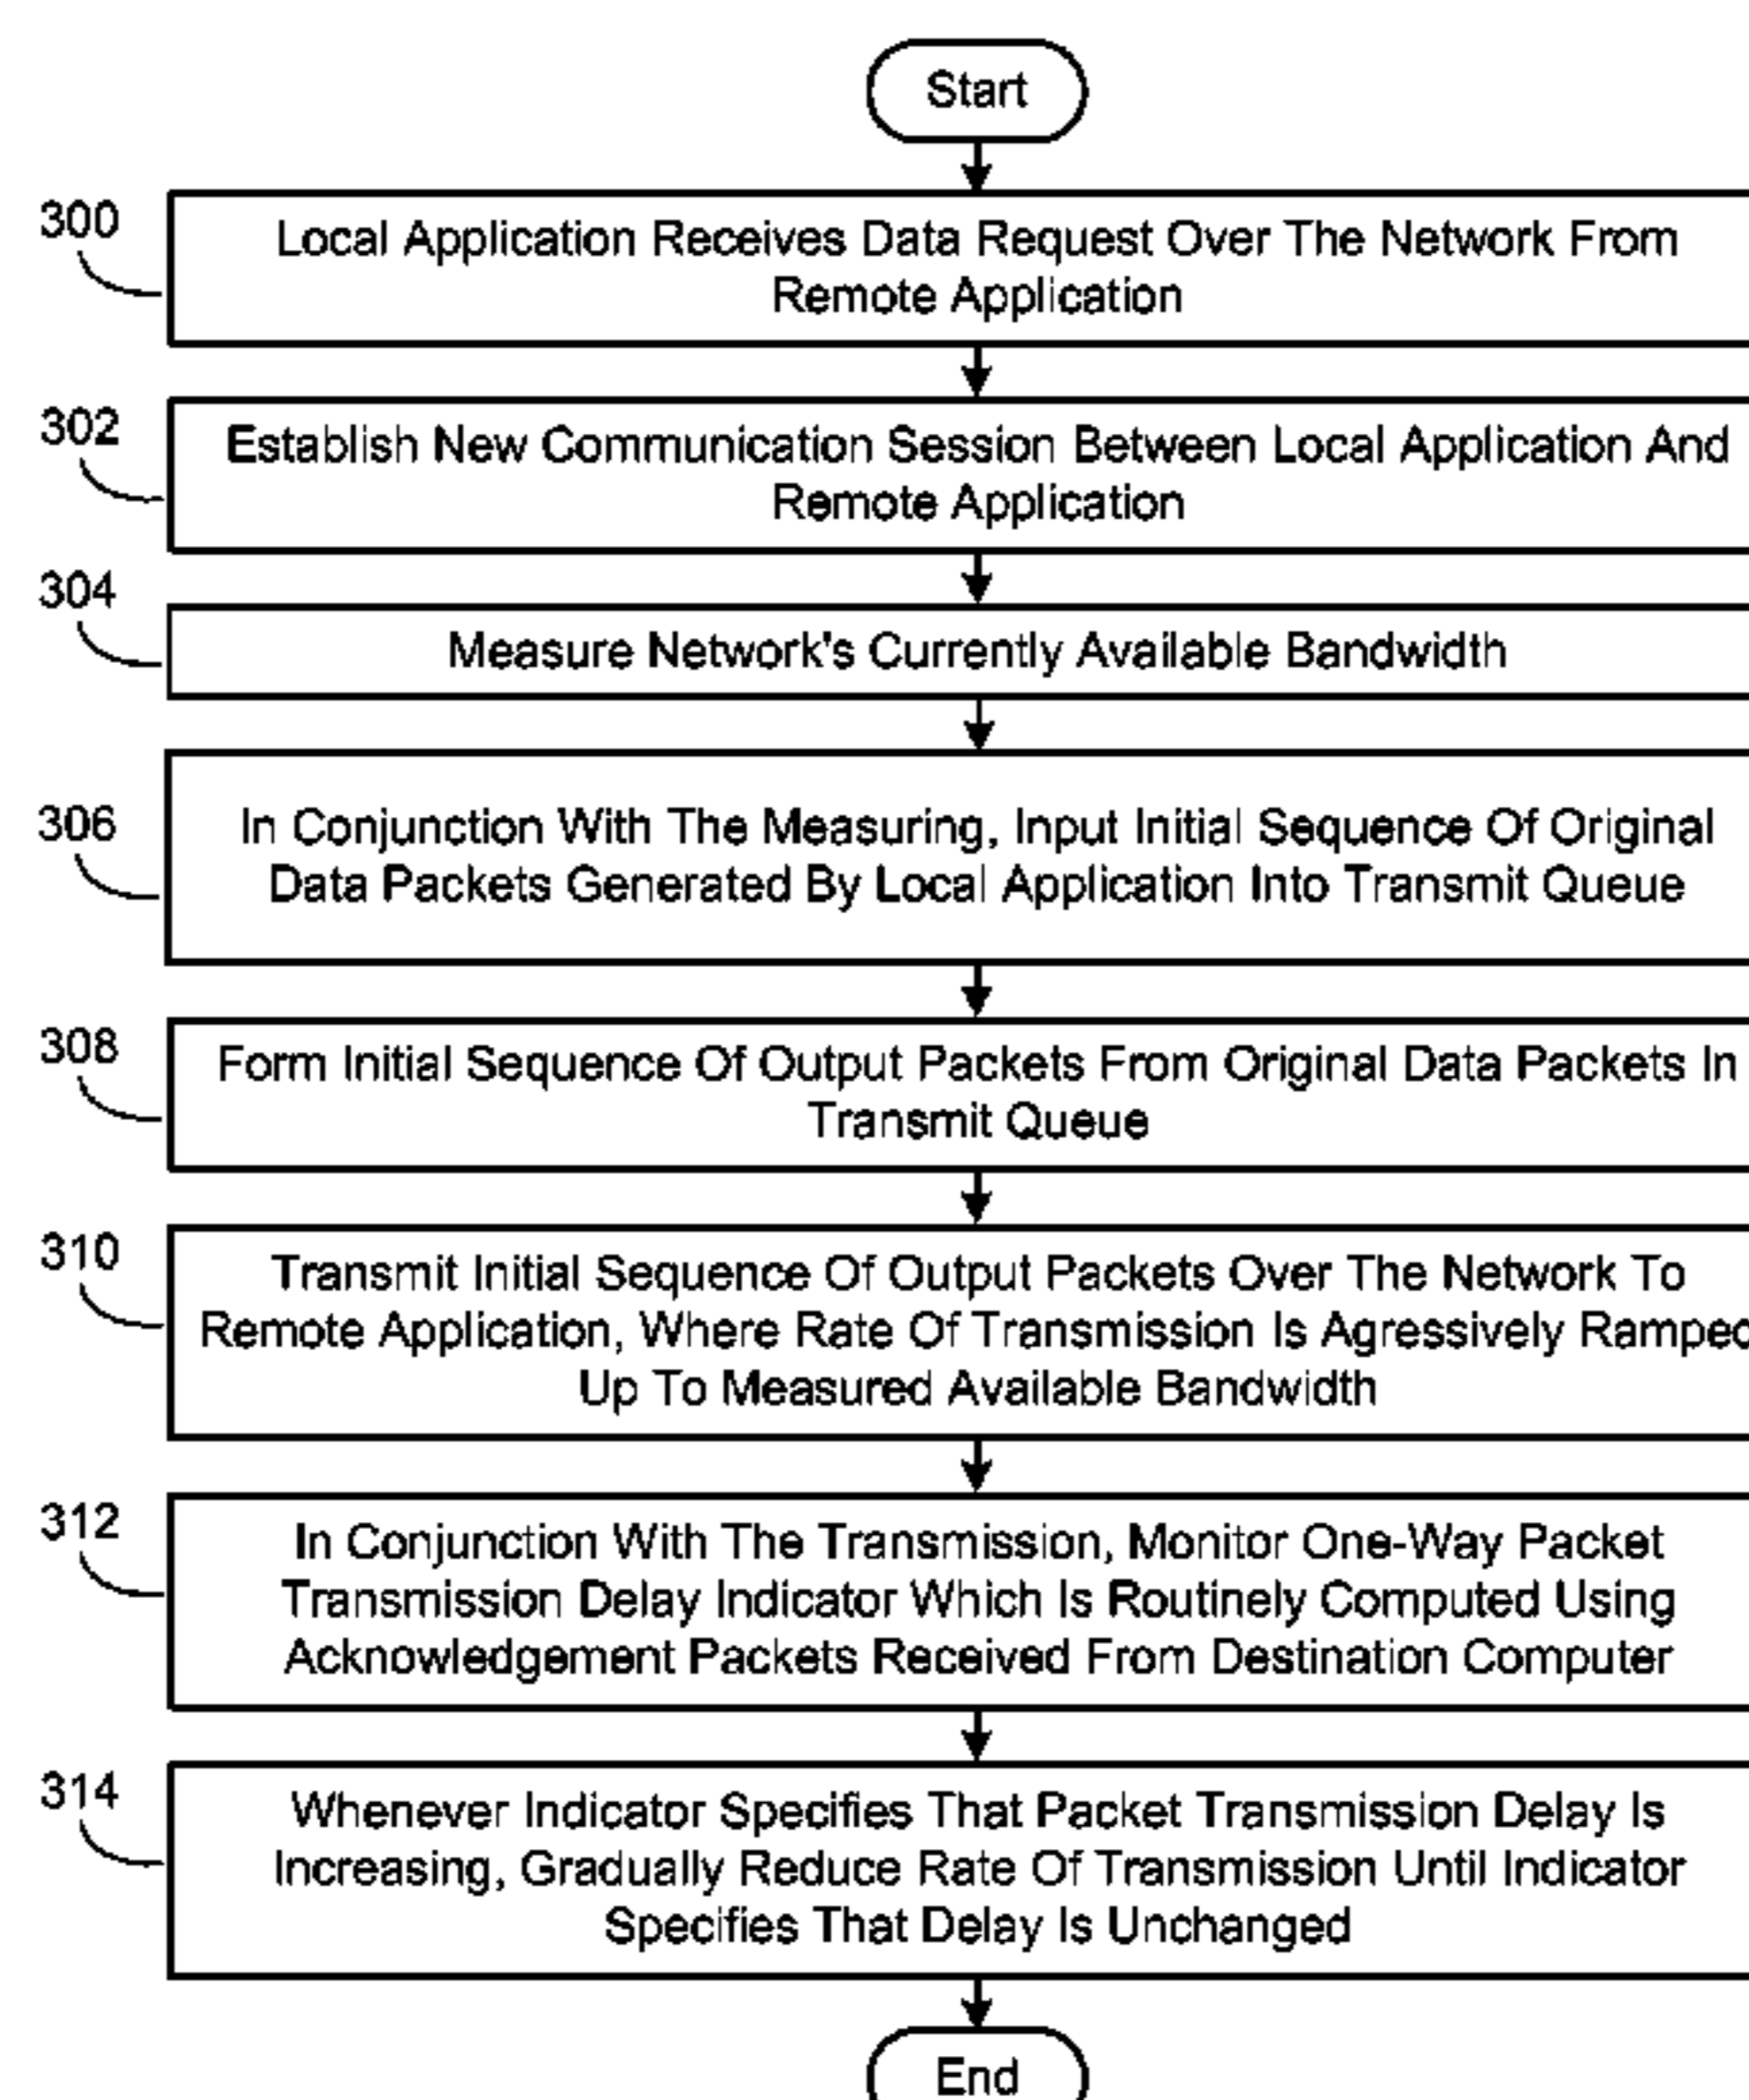 Start
300
Local Application Receives Data Request Over The Network From
Remote Application
302
Establish New Communication Session Between Local Application And
Remote Application
304
Measure Network's Currently Available Bandwidth
306
In Conjunction With The Measuring, Input Initial Sequence Of Original
Data Packets Generated By Local Application Into Transmit Queue
308
Form Initial Sequence Of Output Packets From Original Data Packets In
Transmit Queue
310
Transmit Initial Sequence Of Output Packets Over The Network To
Remote Application, Where Rate Of Transmission Is Agressively Ramped
Up To Measured Available Bandwidth
312
In Conjunction With The Transmission, Monitor One-Way Packet
Transmission Delay Indicator Which Is Routinely Computed Using
Acknowledgement Packets Received From Destination Computer
314
Whenever Indicator Specifies That Packet Transmission Delay Is
Increasing, Gradually Reduce Rate Of Transmission Until Indicator
Specifies That Delay Is Unchanged
End